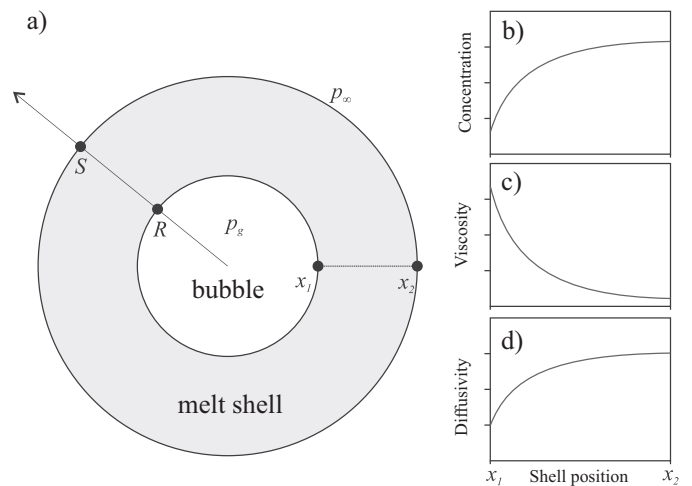 a)
p∞
S
R
pg
bubble
x1
x2
melt shell
b)
Concentration
c)
Viscosity
d)
Diffusivity
x1 Shell position x2